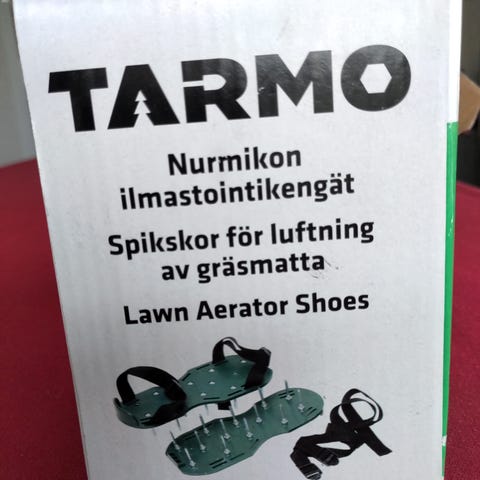 TARMO
Nurmikon
ilmastointikengät
Spikskor för luftning
av gräsmatta
Lawn Aerator Shoes